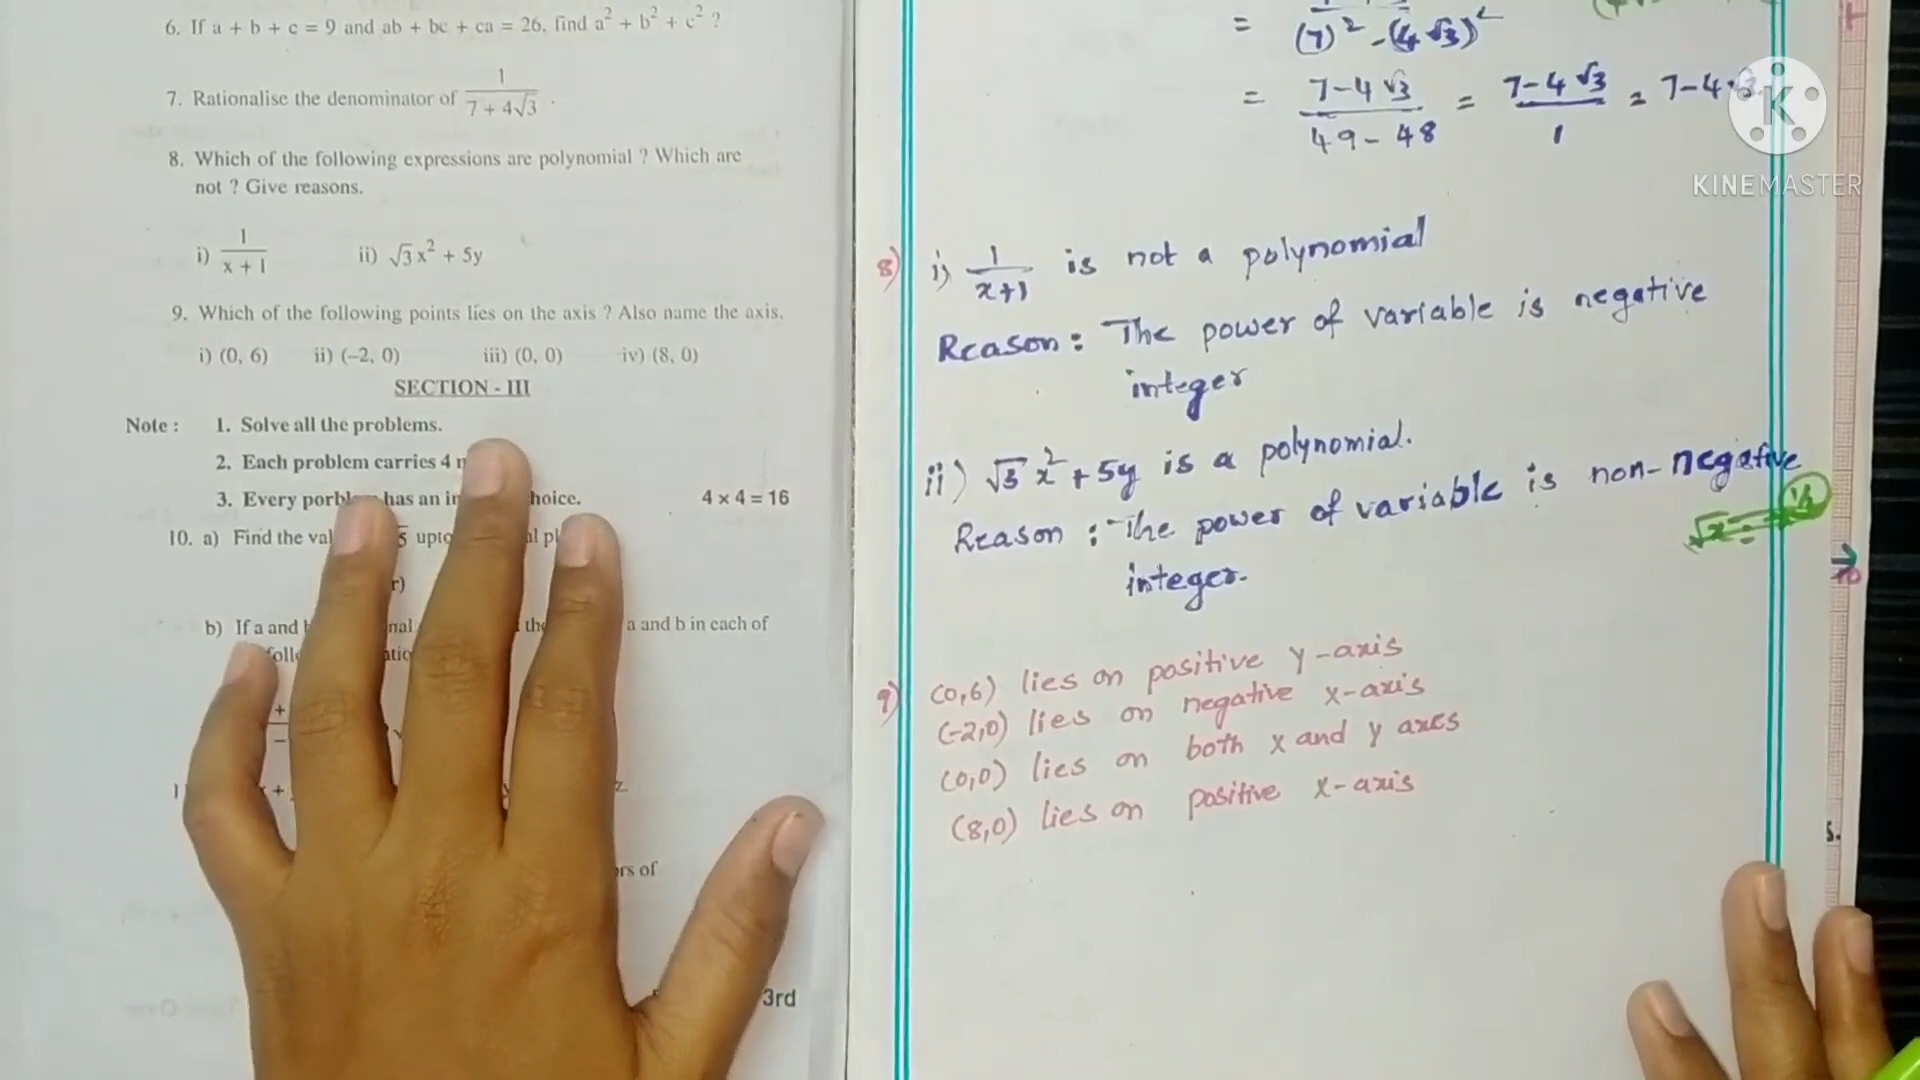 6. If a + b + c = 9 and ab + bc + ca = 26, find a² + b² + c² ?
7. Rationalise the denominator of 1/(7 + 4√3) .
8. Which of the following expressions are polynomial ? Which are
not ? Give reasons.
i) 1/(x + 1) ii) √3x² + 5y
9. Which of the following points lies on the axis ? Also name the axis.
i) (0, 6) ii) (–2, 0) iii) (0, 0) iv) (8, 0)
SECTION - III
Note : 1. Solve all the problems.
2. Each problem carries 4
3. Every has an hoice. 4 × 4 = 16
10. a) Find the upto
b) If a and a and b in each of
z.
of
3rd
= (7)² - (4√3)²
= (7-4√3)/(49-48) = (7-4√3)/1 = 7-4√3
KINEMASTER
8) i) 1/(x+1) is not a polynomial
Reason: The power of variable is negative
integer
ii) √3 x² + 5y is a polynomial.
Reason : The power of variable is non-negative
√x = ½
integer.
9) (0,6) lies on positive Y-axis
(-2,0) lies on negative x-axis
(0,0) lies on both x and y axes
(8,0) lies on positive x-axis
s.